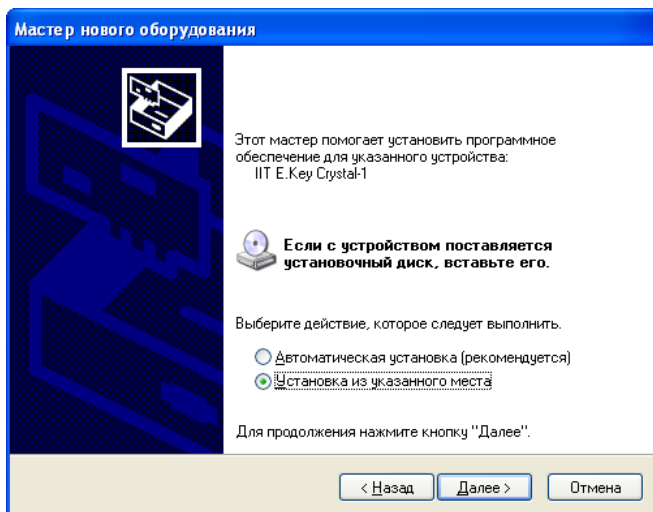 Мастер нового оборудования
Этот мастер помогает установить программное
обеспечение для указанного устройства:
IIT E.Key Crystal-1
Если с устройством поставляется
установочный диск, вставьте его.
Выберите действие, которое следует выполнить.
Автоматическая установка (рекомендуется)
Установка из указанного места
Для продолжения нажмите кнопку "Далее".
< Назад Далее > Отмена